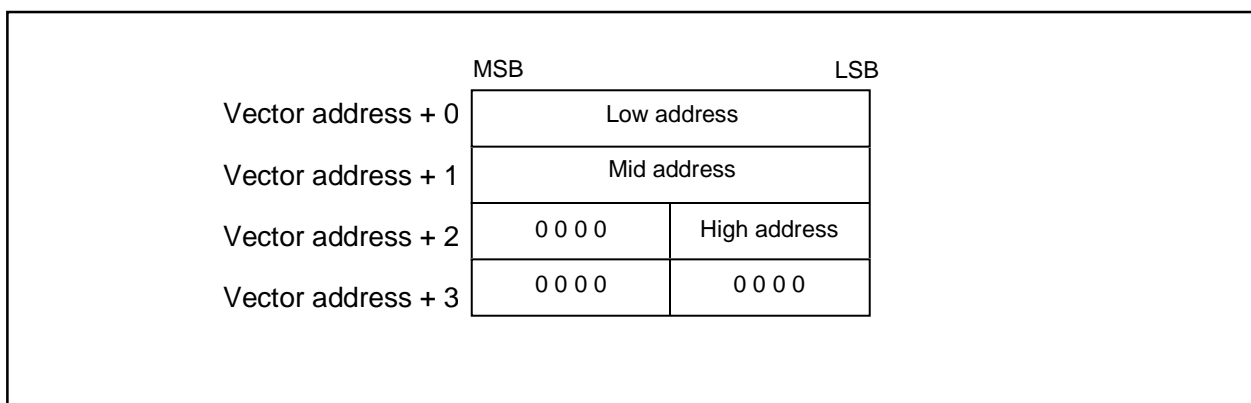 MSB LSB
Vector address + 0 Low address
Vector address + 1 Mid address
Vector address + 2 0 0 0 0 High address
Vector address + 3 0 0 0 0 0 0 0 0